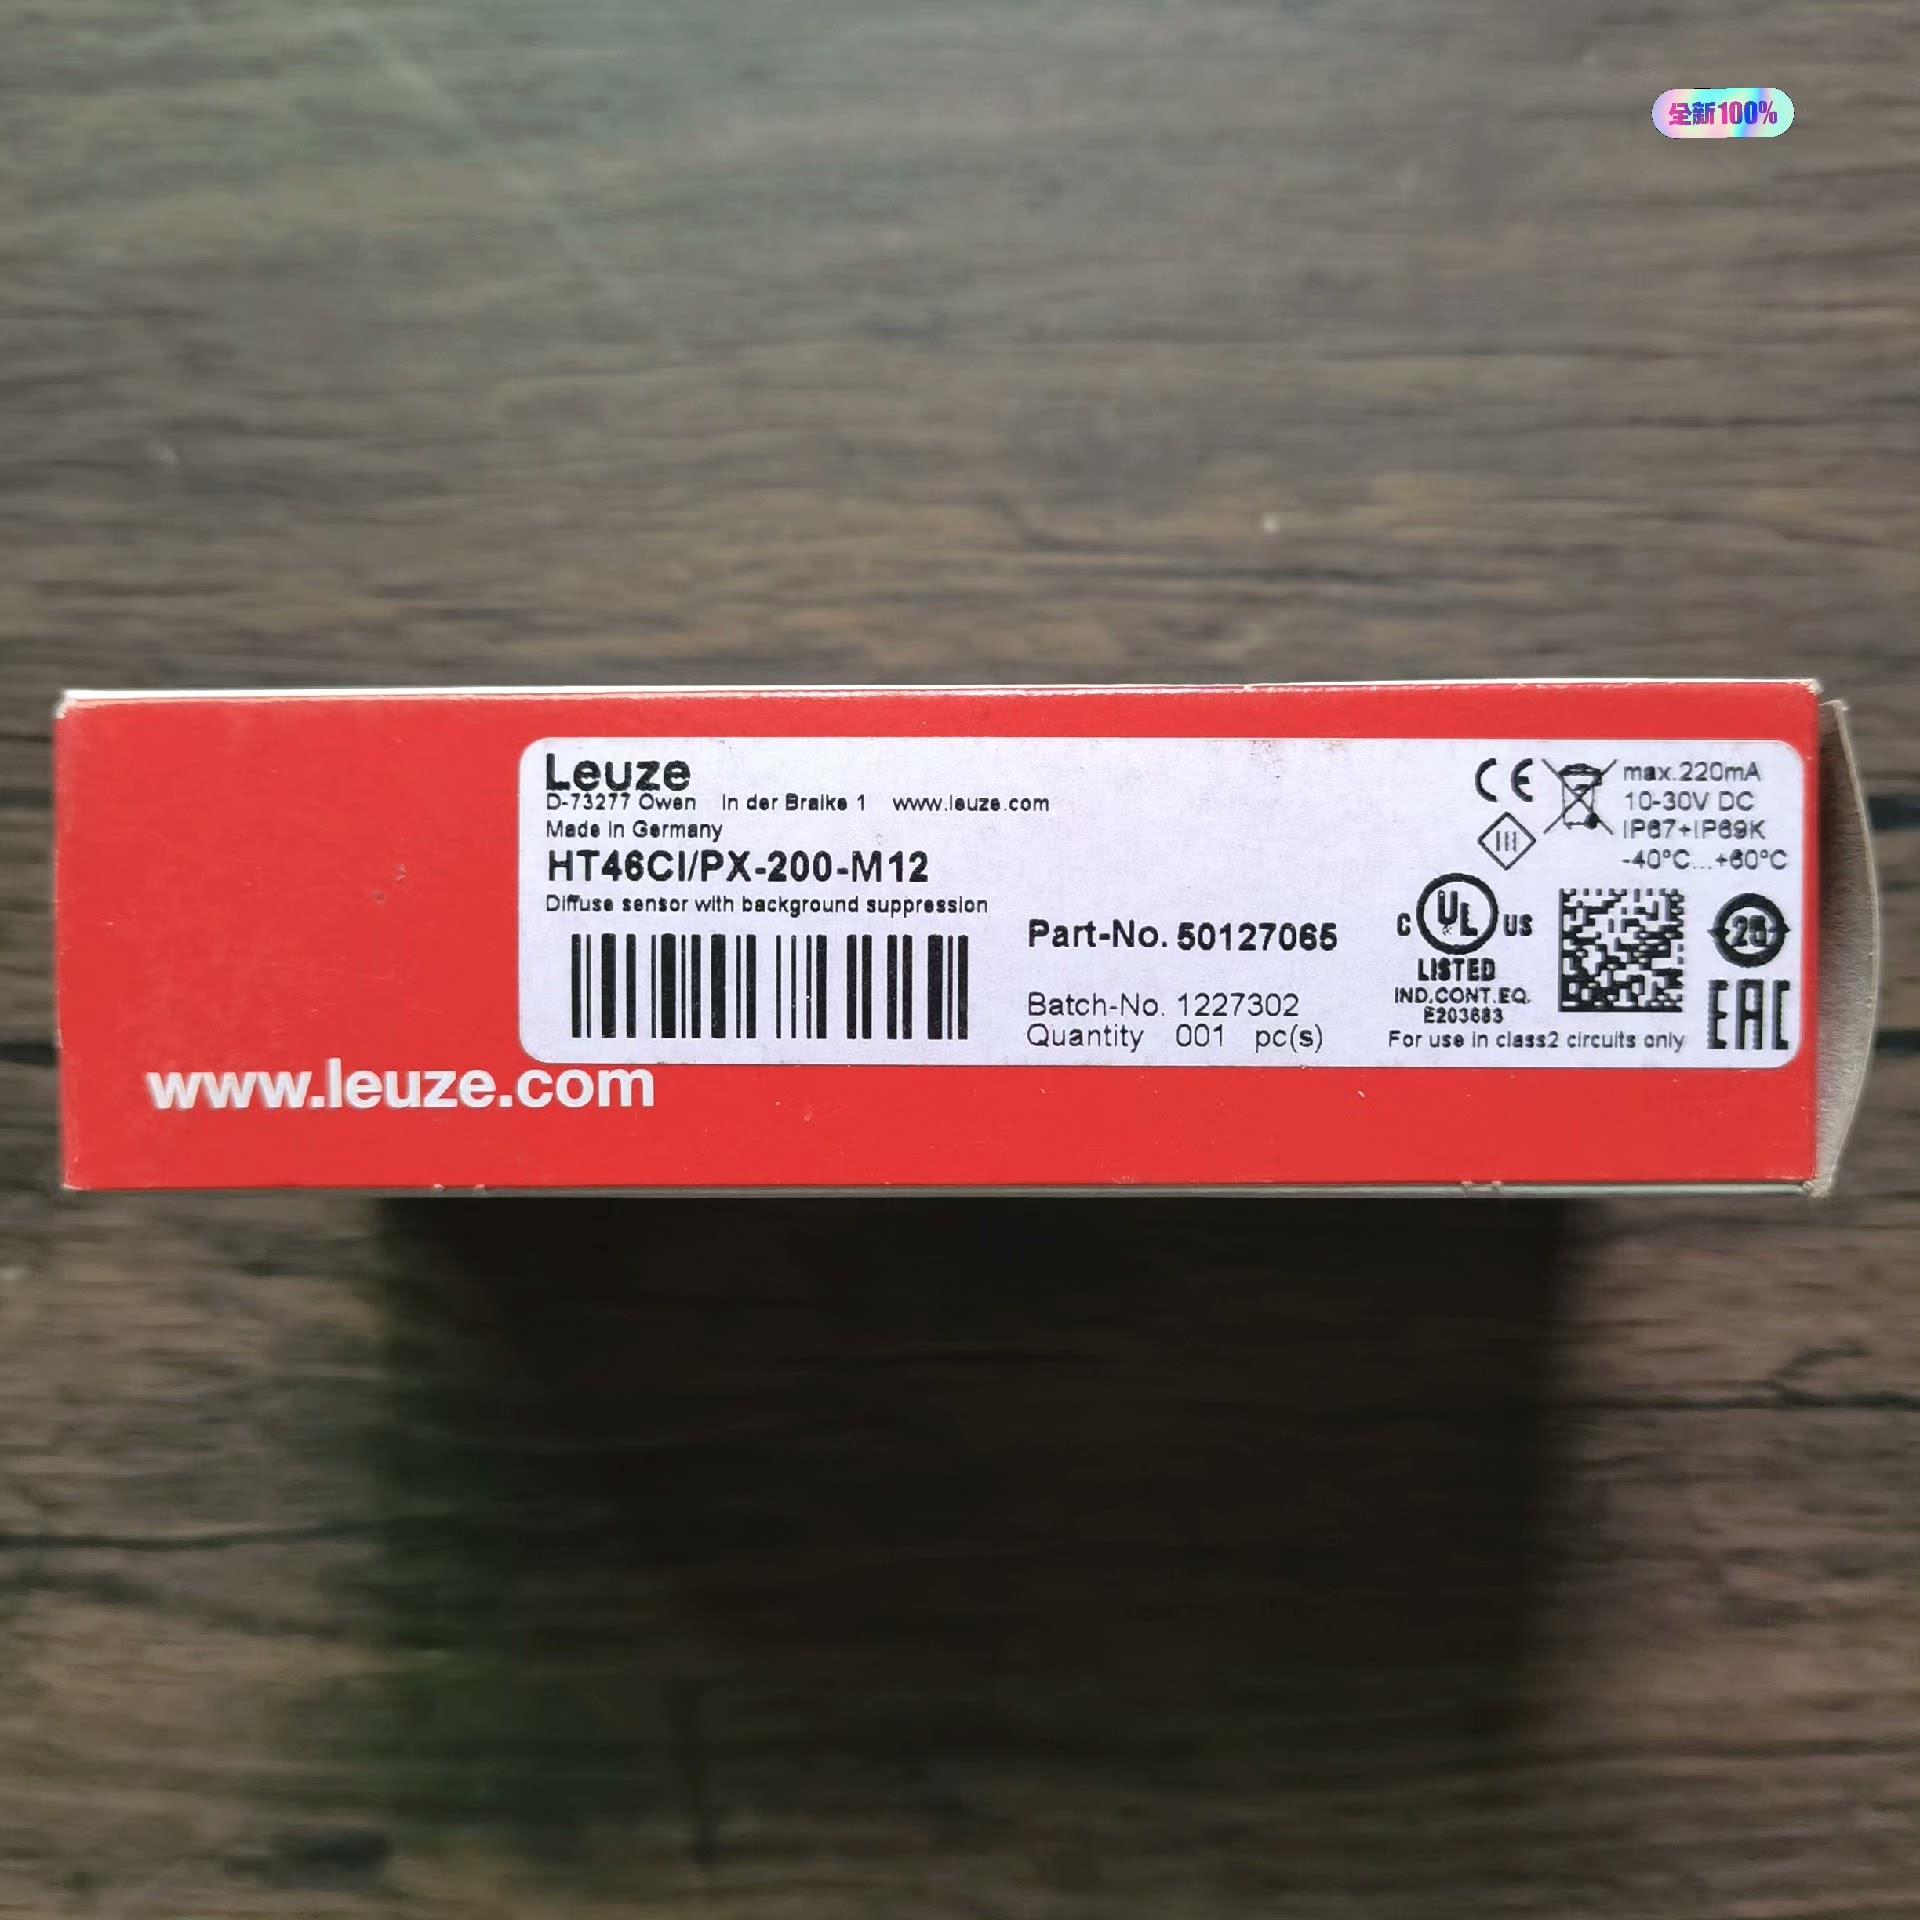 全新100%
Leuze
D-73277 Owen In der Braike 1 www.leuze.com
Made in Germany
HT46CI/PX-200-M12
Diffuse sensor with background suppression
Part-No. 50127065
Batch-No. 1227302
Quantity 001 pc(s)
CE
max.220mA
10-30V DC
IP67+IP69K
-40°C...+60°C
III
C UL US
LISTED
IND.CONT.EQ.
E203683
For use in class2 circuits only
25
EAC
www.leuze.com